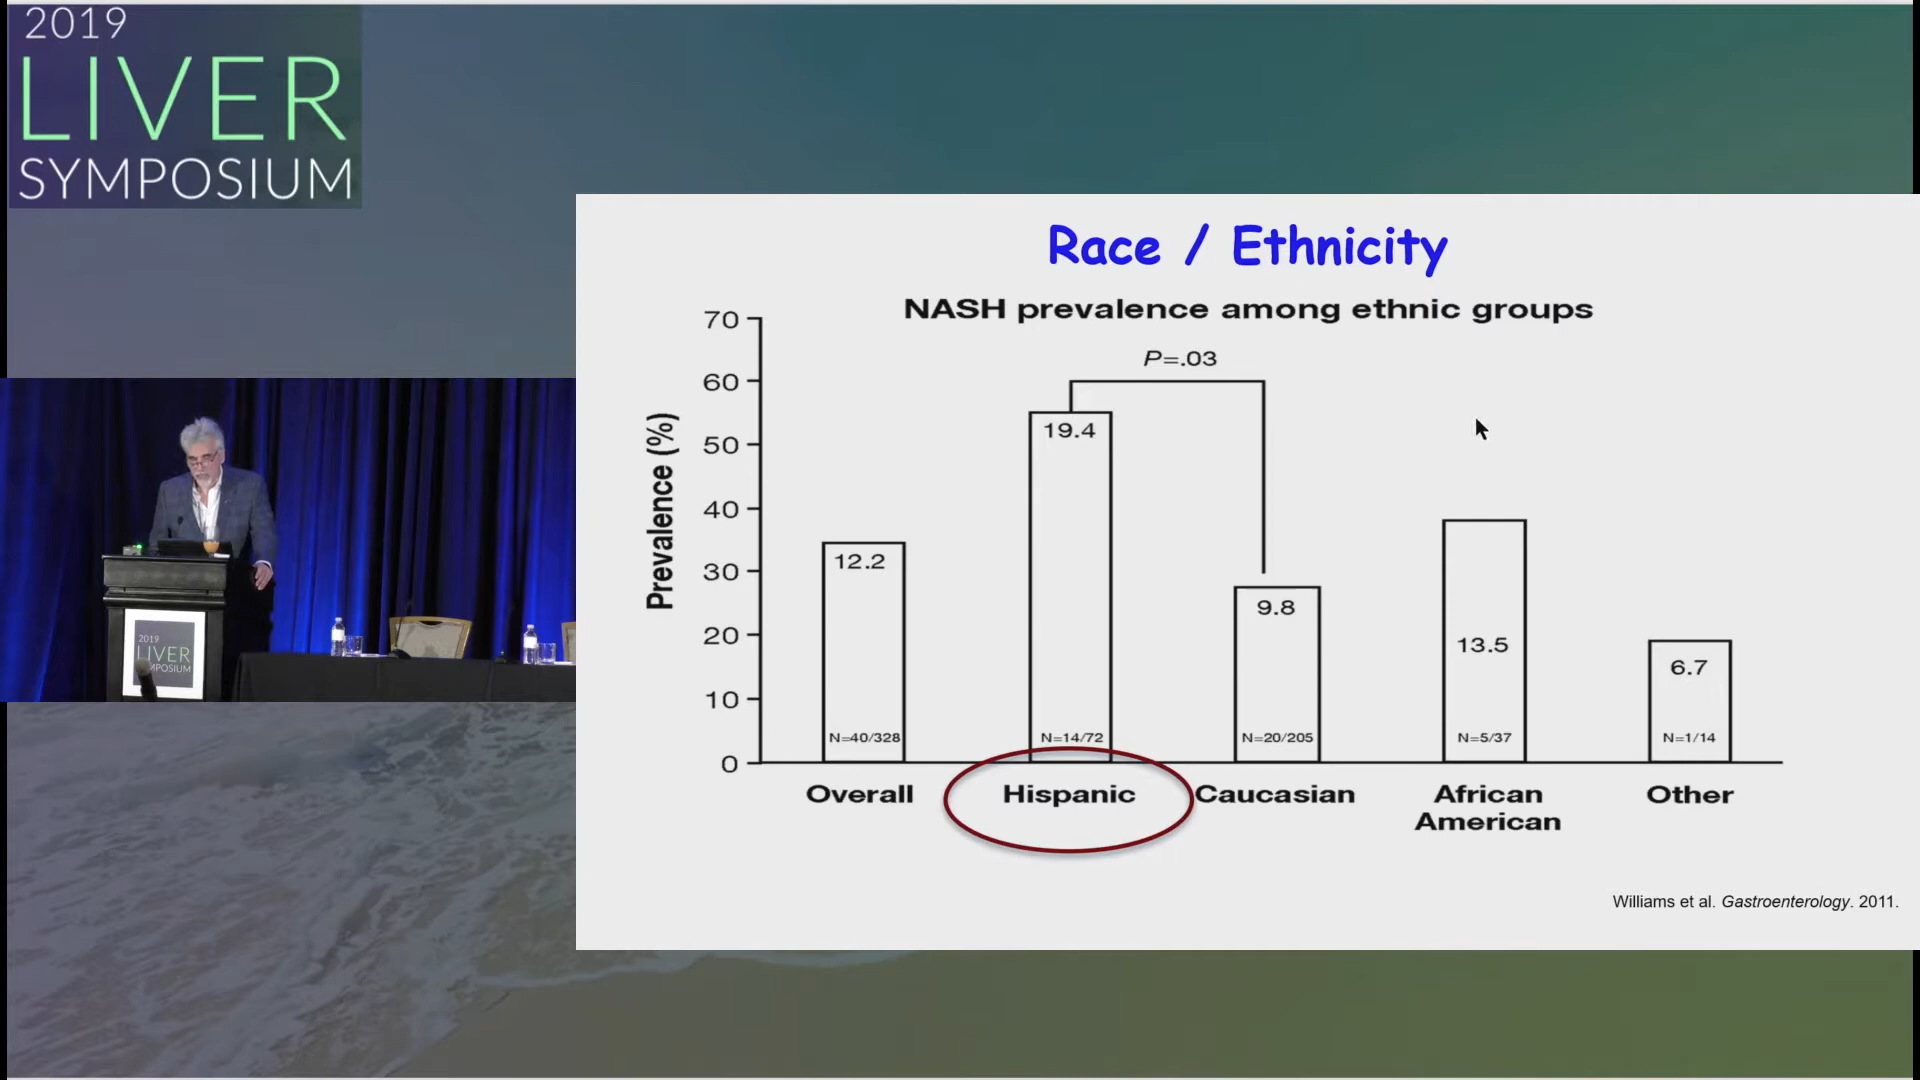 2019
LIVER
SYMPOSIUM
Race / Ethnicity
NASH prevalence among ethnic groups
P=.03
Prevalence (%)
70
60
50
40
30
20
10
0
12.2
19.4
9.8
13.5
6.7
N=40/328
N=14/72
N=20/205
N=5/37
N=1/14
Overall
Hispanic
Caucasian
African
American
Other
Williams et al. Gastroenterology. 2011.
2019
LIVER